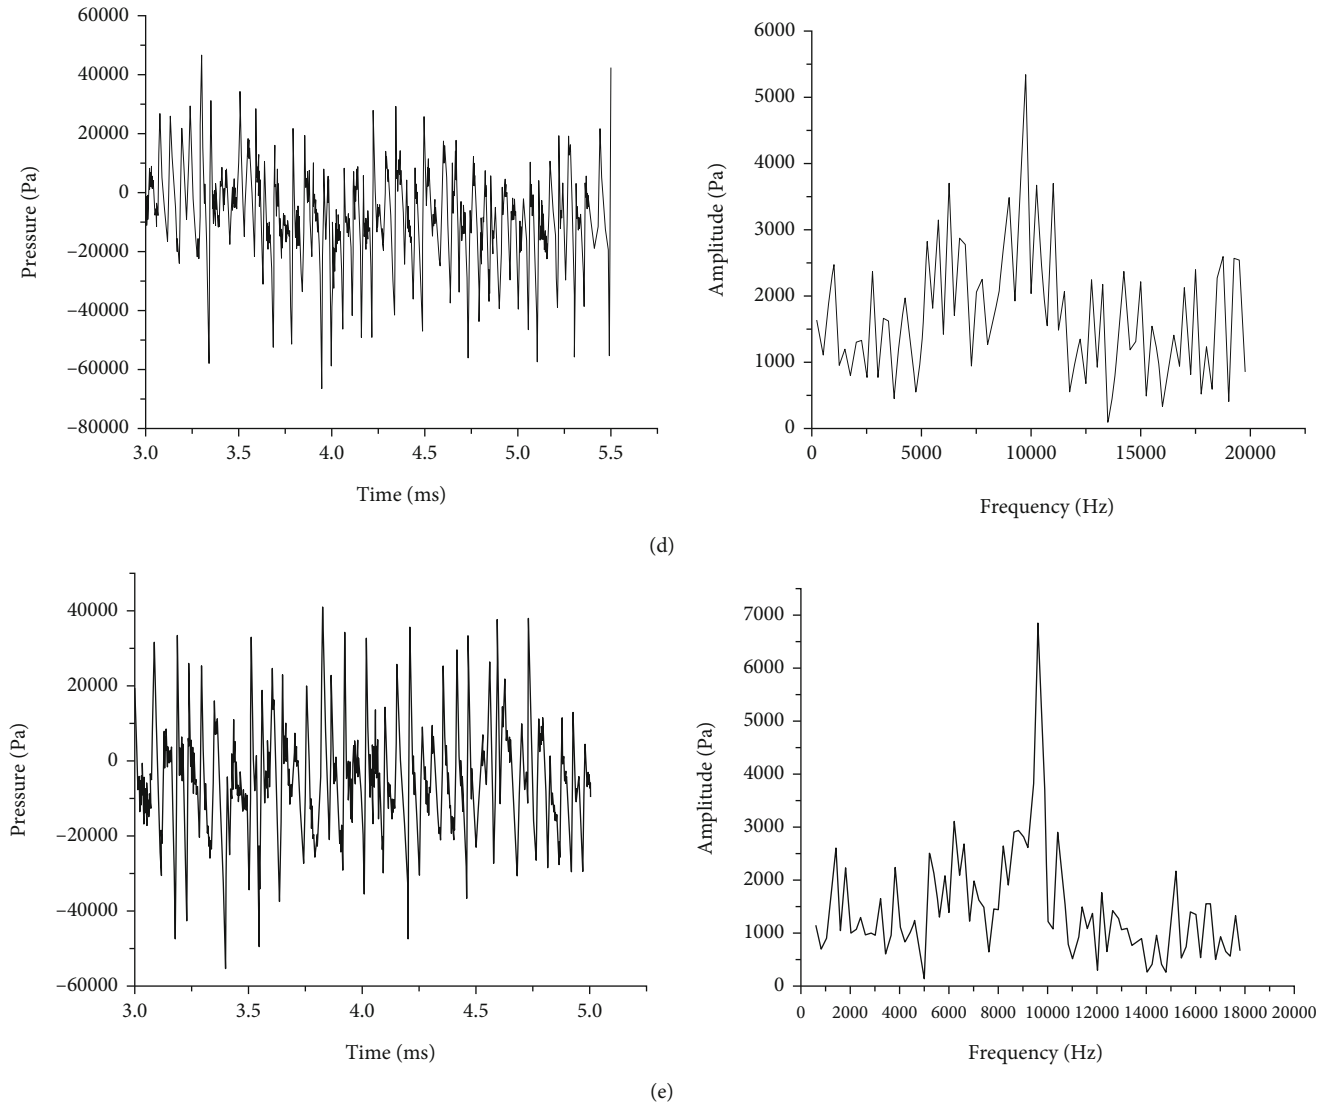 60000
40000
20000
0
−20000
−40000
−60000
−80000
Pressure (Pa)
3.0 3.5 4.0 4.5 5.0 5.5
Time (ms)
6000
5000
4000
3000
2000
1000
0
Amplitude (Pa)
0 5000 10000 15000 20000
Frequency (Hz)
(d)
40000
20000
0
−20000
−40000
−60000
Pressure (Pa)
3.0 3.5 4.0 4.5 5.0
Time (ms)
7000
6000
5000
4000
3000
2000
1000
0
Amplitude (Pa)
0 2000 4000 6000 8000 10000 12000 14000 16000 18000 20000
Frequency (Hz)
(e)